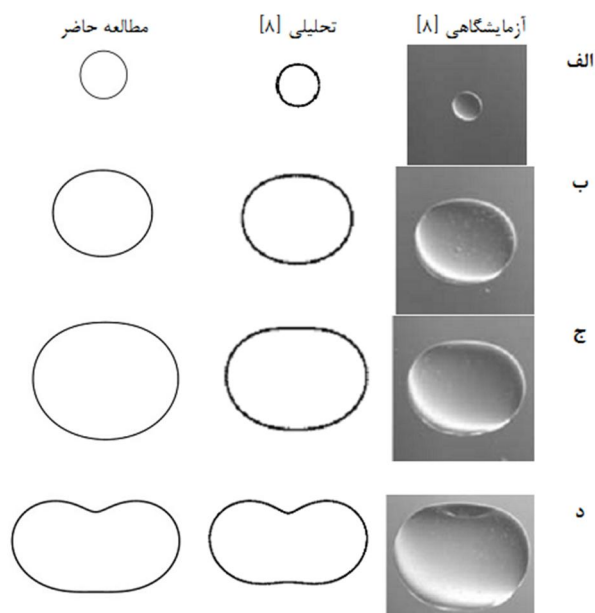 آزمایشگاهی [۸] تحلیلی [۸] مطالعه حاضر
الف
ب
ج
د